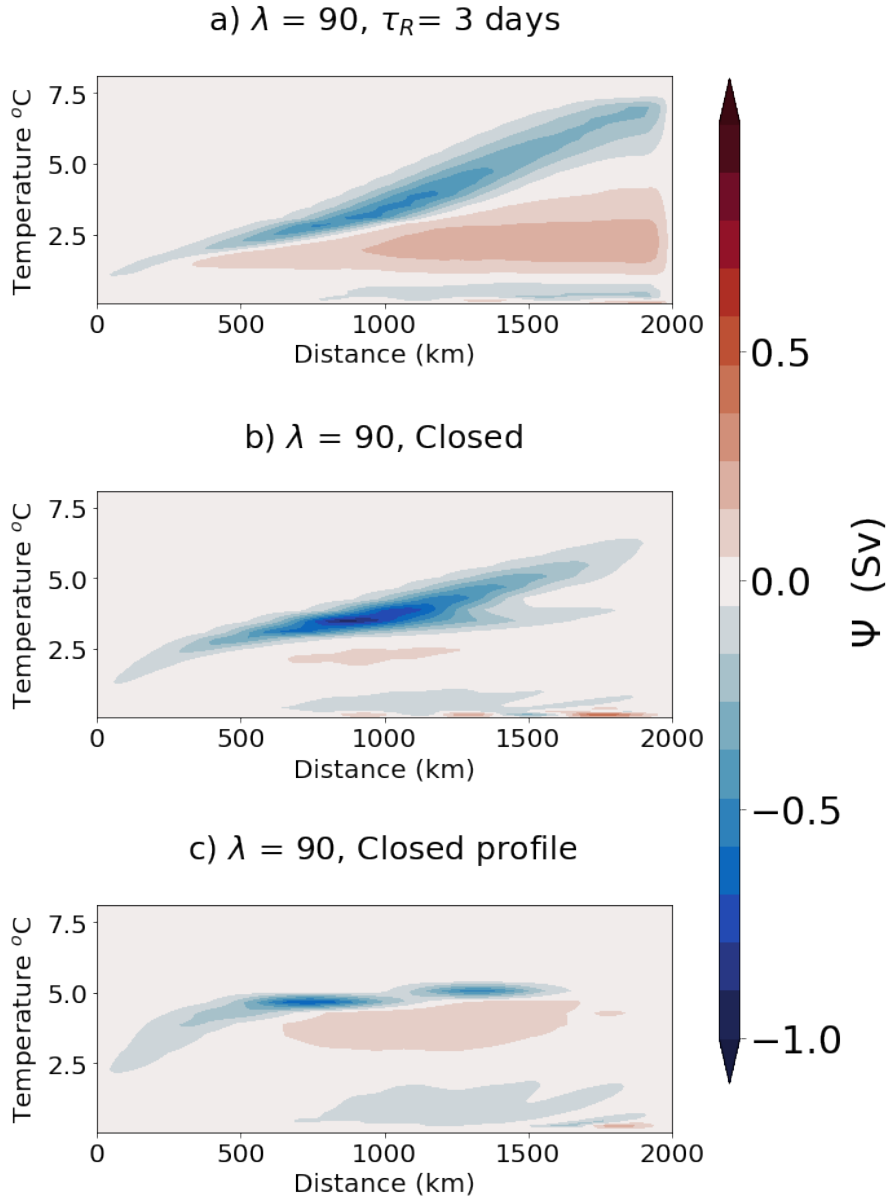 a) λ = 90, τR= 3 days
Temperature °C
7.5
5.0
2.5
0 500 1000 1500 2000
Distance (km)
b) λ = 90, Closed
Temperature °C
7.5
5.0
2.5
0 500 1000 1500 2000
Distance (km)
c) λ = 90, Closed profile
Temperature °C
7.5
5.0
2.5
0 500 1000 1500 2000
Distance (km)
0.5
0.0
−0.5
−1.0
Ψ (Sv)